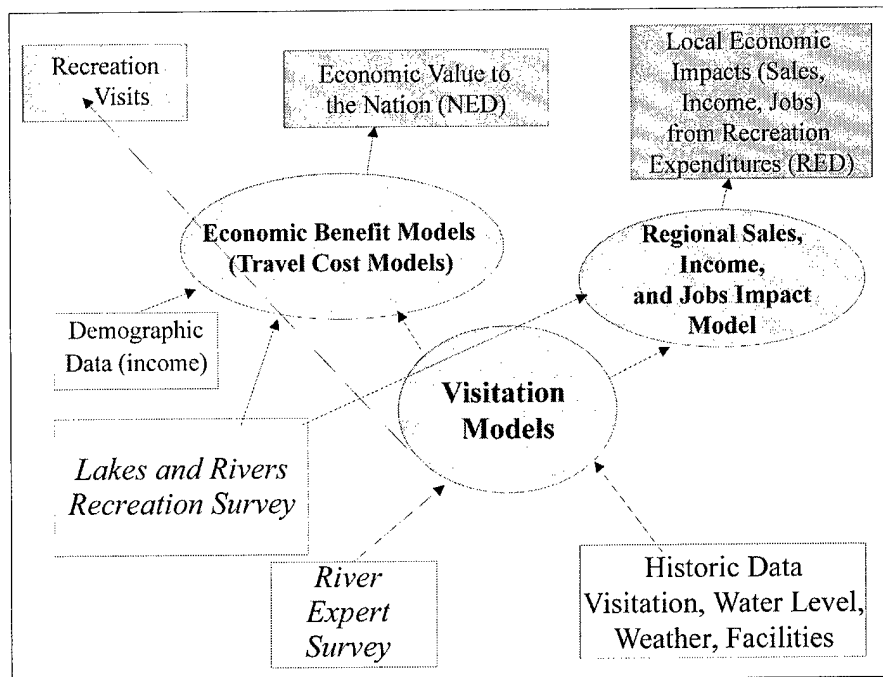 Recreation
Visits
Economic Value to
the Nation (NED)
Local Economic
Impacts (Sales,
Income, Jobs)
from Recreation
Expenditures (RED)
Economic Benefit Models
(Travel Cost Models)
Regional Sales,
Income,
and Jobs Impact
Model
Demographic
Data (income)
Visitation
Models
Lakes and Rivers
Recreation Survey
River
Expert
Survey
Historic Data
Visitation, Water Level,
Weather, Facilities